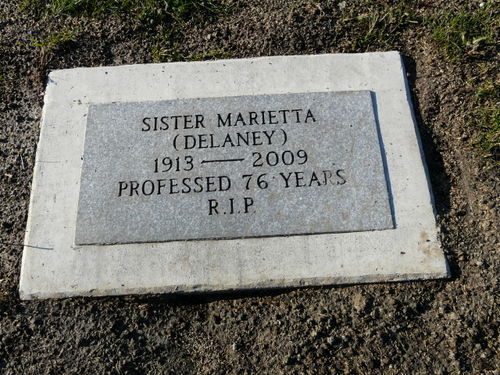 SISTER MARIETTA
(DELANEY)
1913 — 2009
PROFESSED 76 YEARS
R.I.P.